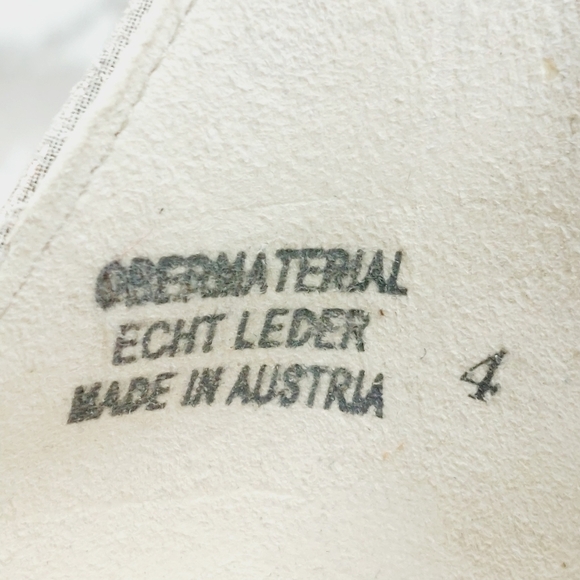 OBERMATERIAL
ECHT LEDER
MADE IN AUSTRIA 4